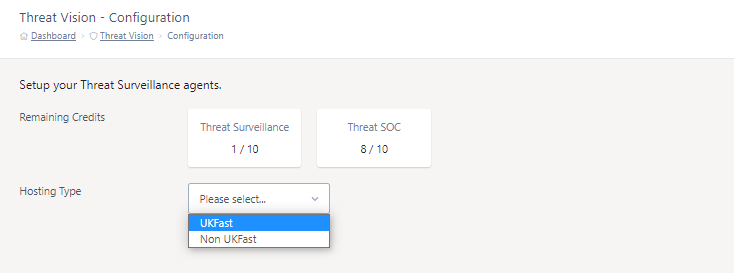 Threat Vision - Configuration
Dashboard › Threat Vision › Configuration
Setup your Threat Surveillance agents.
Remaining Credits
Threat Surveillance
1 / 10
Threat SOC
8 / 10
Hosting Type
Please select...
UKFast
Non UKFast